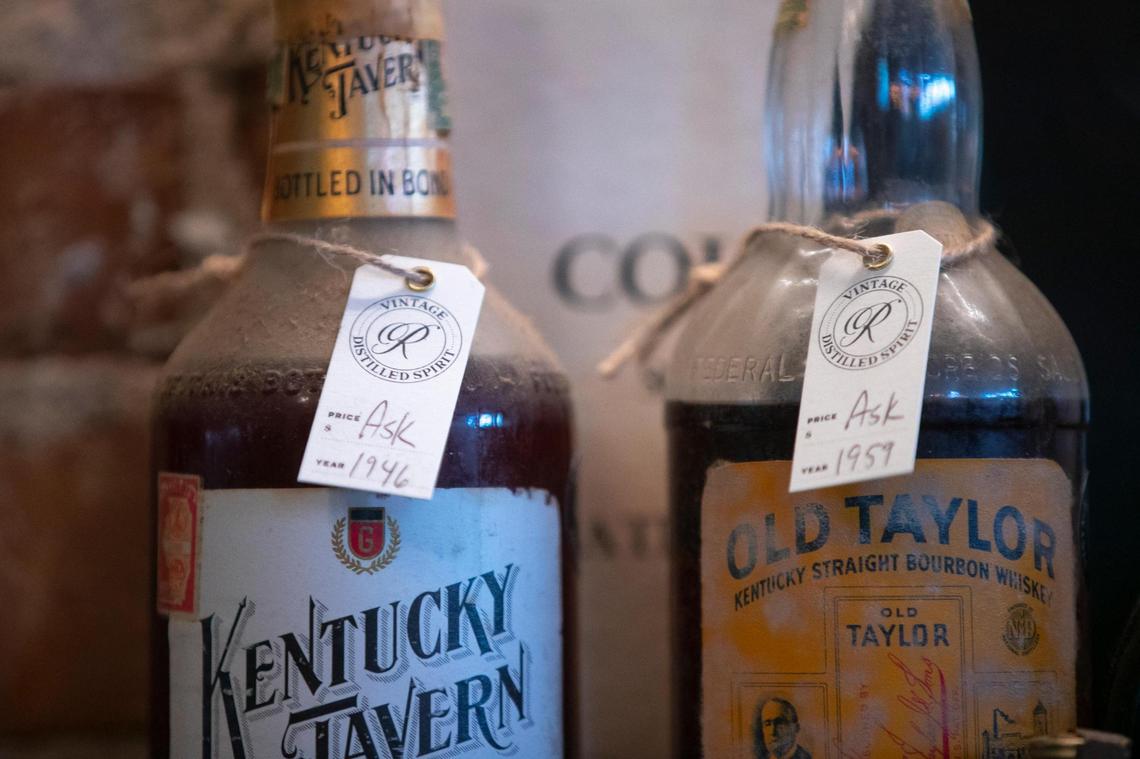 KENTUCKY
TAVERN
BOTTLED IN BOND
VINTAGE
R
DISTILLED SPIRIT
PRICE
$ Ask
YEAR 1946
G
KENTUCKY
TAVERN
CO
VINTAGE
R
DISTILLED SPIRIT
PRICE
$ Ask
YEAR 1959
FEDERAL
OLD TAYLOR
KENTUCKY STRAIGHT BOURBON WHISKEY
OLD
TAYLOR